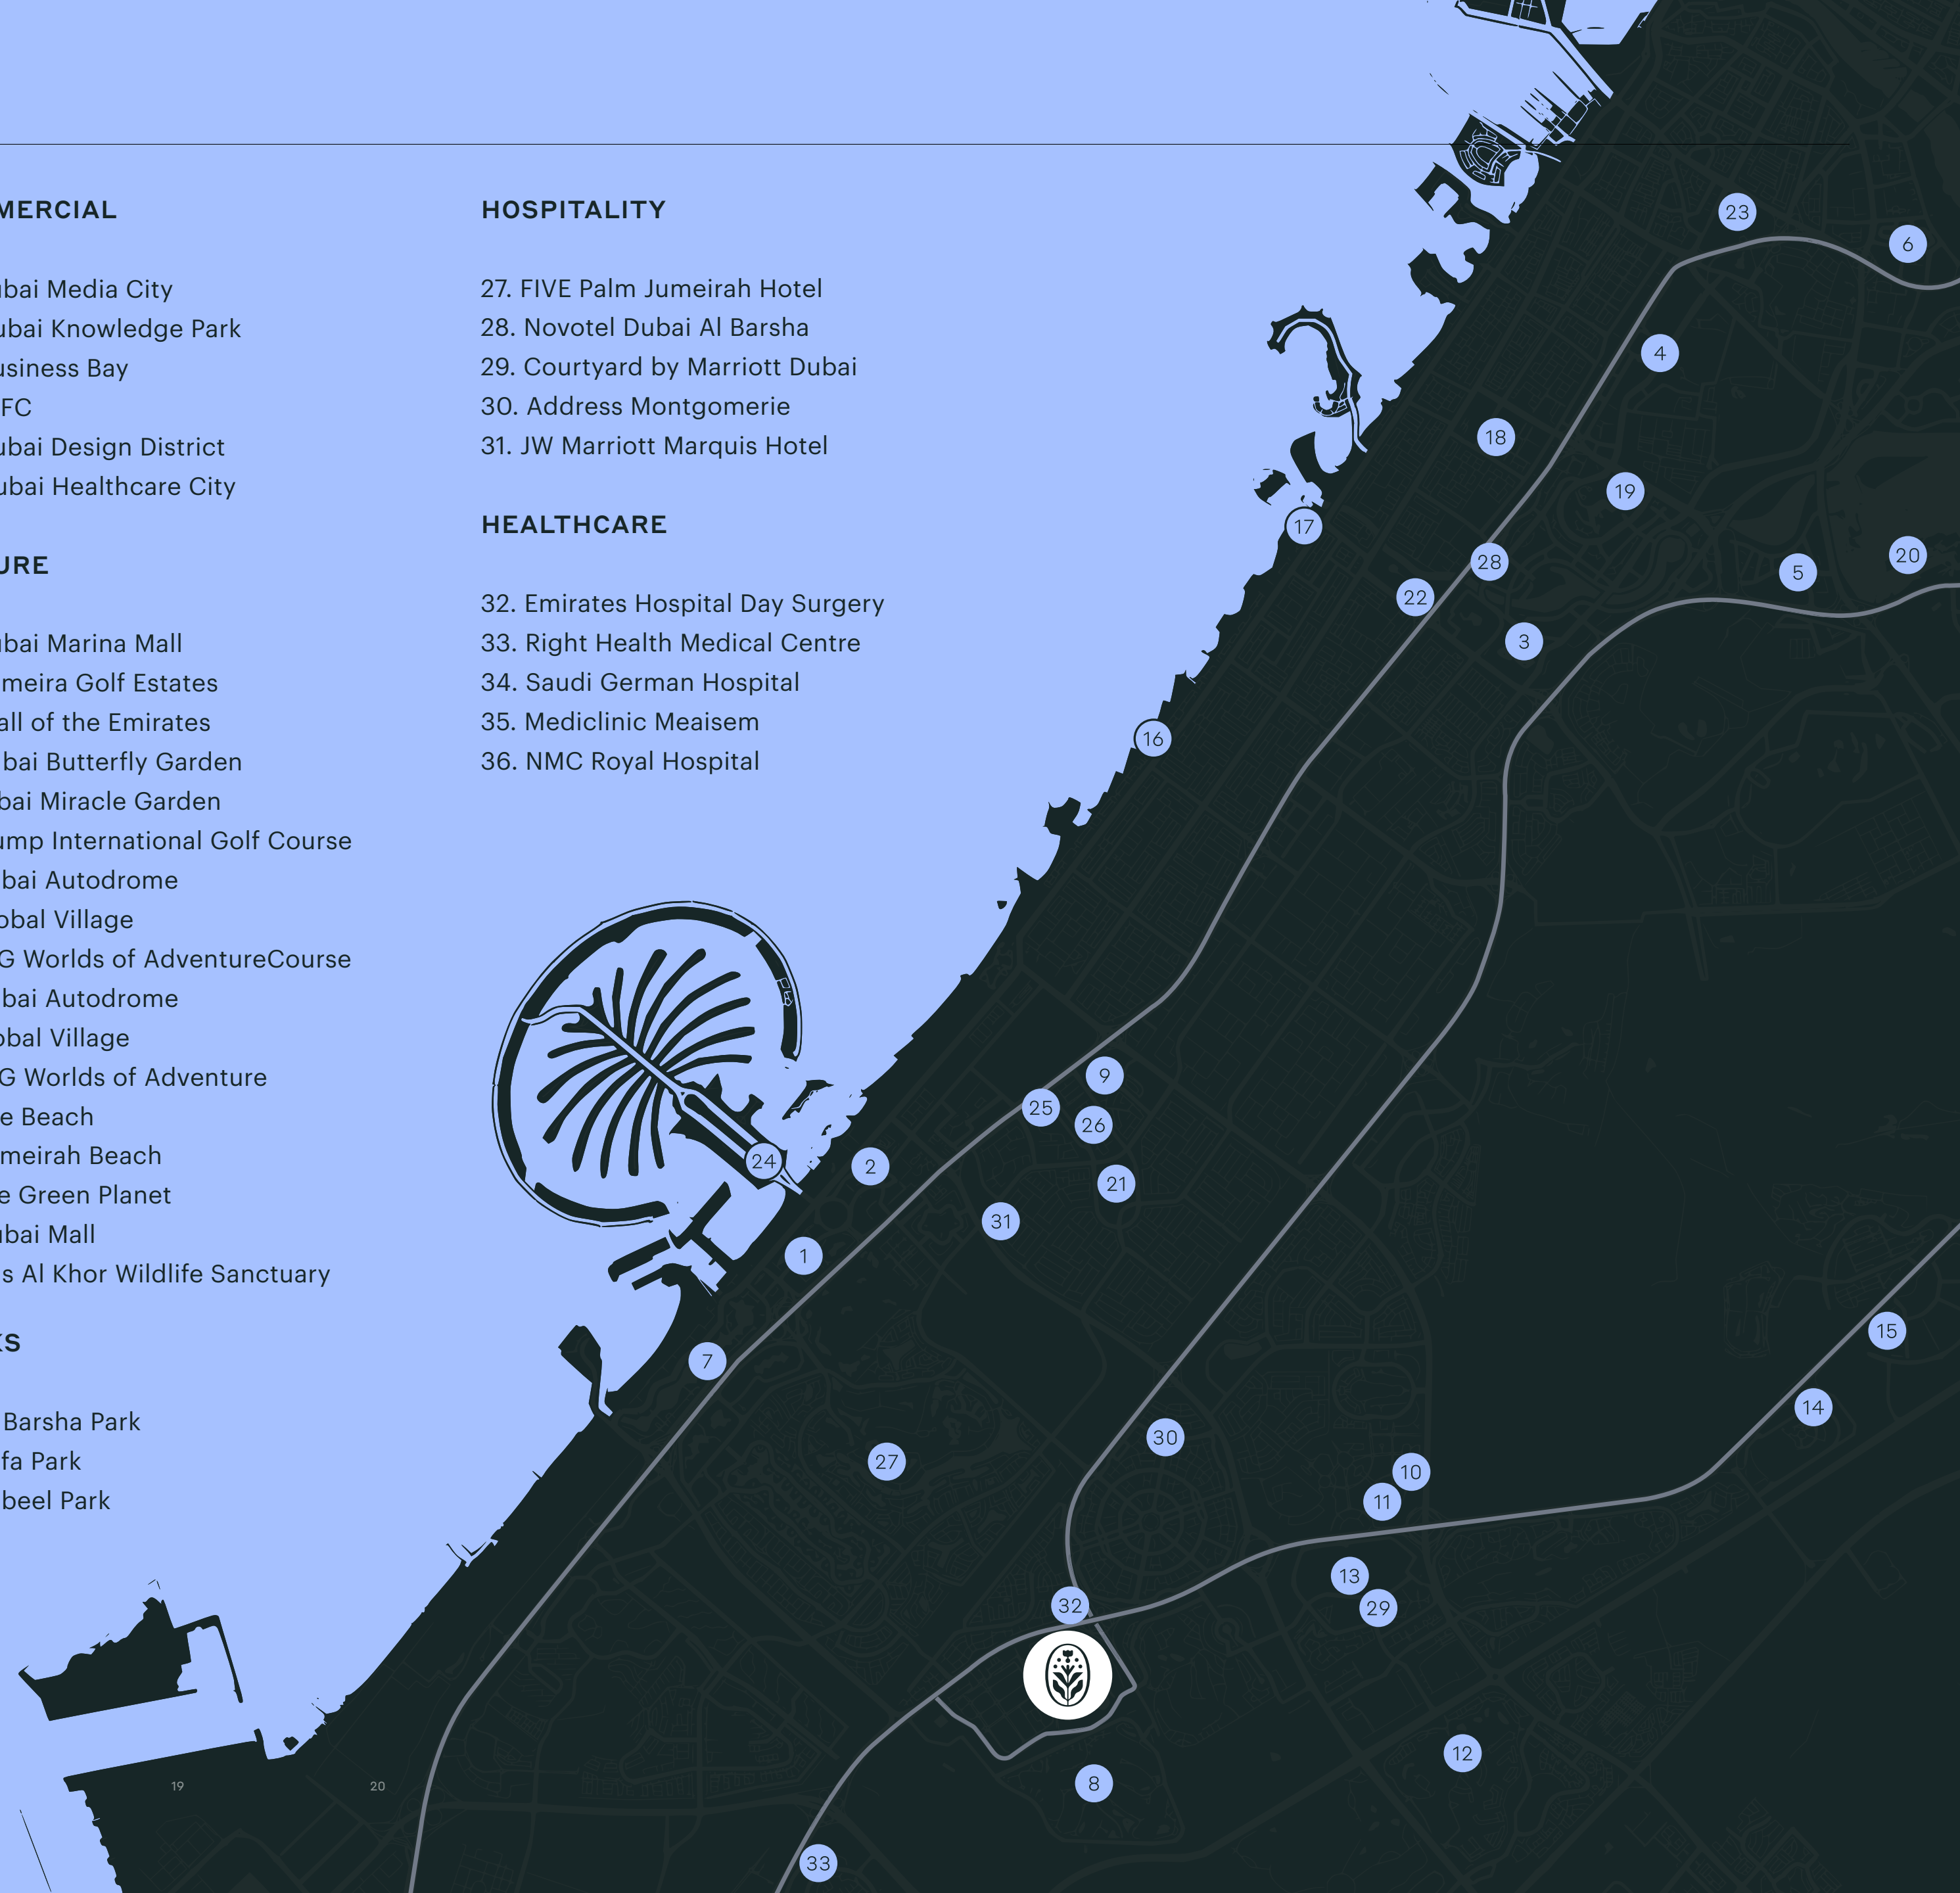 MERCIAL
bai Media City
ubai Knowledge Park
usiness Bay
FC
ubai Design District
ubai Healthcare City
URE
bai Marina Mall
meira Golf Estates
all of the Emirates
bai Butterfly Garden
bai Miracle Garden
ump International Golf Course
bai Autodrome
obal Village
G Worlds of AdventureCourse
bai Autodrome
obal Village
G Worlds of Adventure
e Beach
meirah Beach
e Green Planet
ubai Mall
s Al Khor Wildlife Sanctuary
KS
Barsha Park
fa Park
beel Park
HOSPITALITY
27. FIVE Palm Jumeirah Hotel
28. Novotel Dubai Al Barsha
29. Courtyard by Marriott Dubai
30. Address Montgomerie
31. JW Marriott Marquis Hotel
HEALTHCARE
32. Emirates Hospital Day Surgery
33. Right Health Medical Centre
34. Saudi German Hospital
35. Mediclinic Meaisem
36. NMC Royal Hospital
23
6
4
18
19
17
20
28
5
22
3
16
9
25
26
24
2
21
31
1
15
7
14
30
27
10
11
13
32
29
12
8
19
20
33